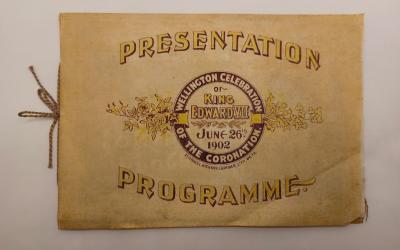 PRESENTATION
WELLINGTON CELEBRATION
OF
KING
EDWARD VII
JUNE 26th
1902
OF THE CORONATION.
PROGRAMME.